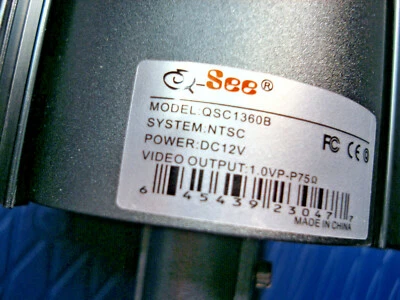 Q-See®
MODEL:QSC1360B
SYSTEM:NTSC
POWER:DC12V
VIDEO OUTPUT:1.0VP-P75Ω
FC CE
6 45439 23047 7
MADE IN CHINA